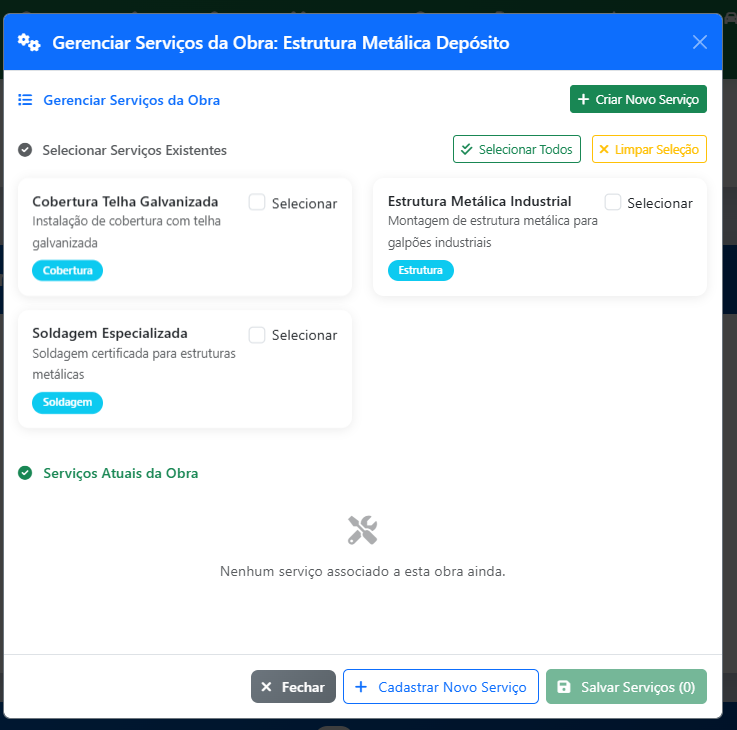 Gerenciar Serviços da Obra: Estrutura Metálica Depósito
Gerenciar Serviços da Obra
Criar Novo Serviço
Selecionar Serviços Existentes
Selecionar Todos
Limpar Seleção
Cobertura Telha Galvanizada
Selecionar
Instalação de cobertura com telha
galvanizada
Cobertura
Estrutura Metálica Industrial
Selecionar
Montagem de estrutura metálica para
galpões industriais
Estrutura
Soldagem Especializada
Selecionar
Soldagem certificada para estruturas
metálicas
Soldagem
Serviços Atuais da Obra
Nenhum serviço associado a esta obra ainda.
Fechar
Cadastrar Novo Serviço
Salvar Serviços (0)